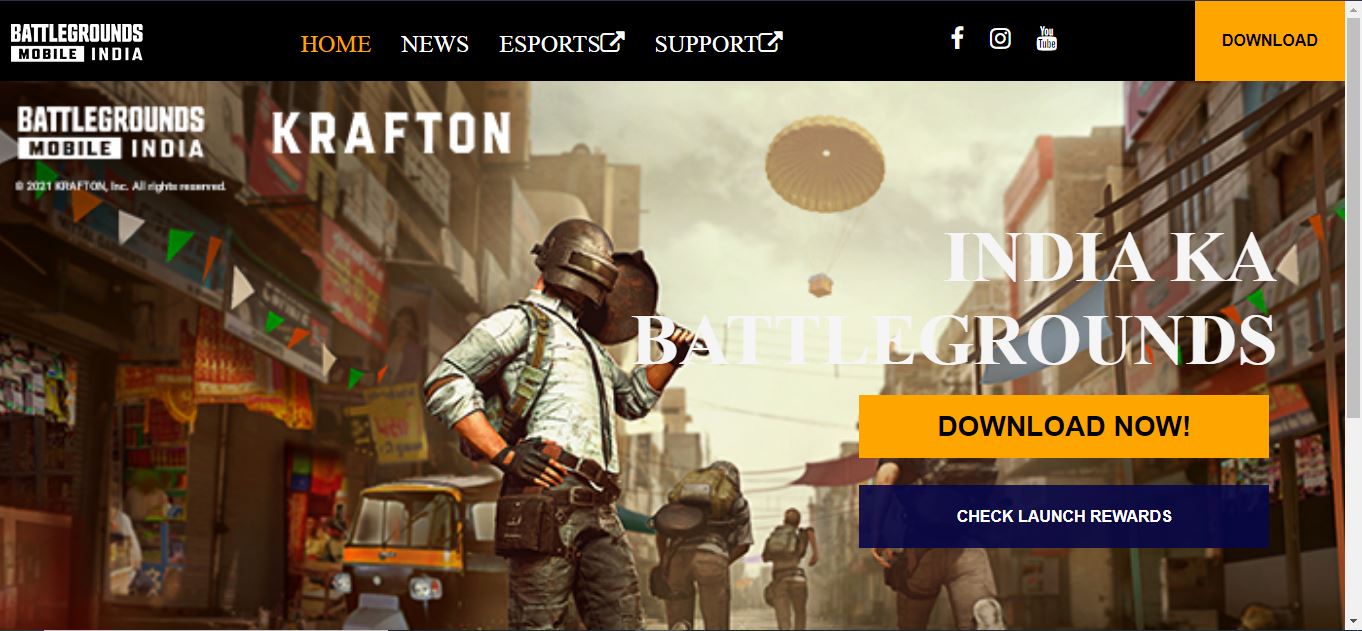 BATTLEGROUNDS
MOBILE INDIA
HOME NEWS ESPORTS SUPPORT
You
Tube
DOWNLOAD
BATTLEGROUNDS
MOBILE INDIA
KRAFTON
© 2021 KRAFTON, Inc. All rights reserved.
INDIA KA
BATTLEGROUNDS
DOWNLOAD NOW!
CHECK LAUNCH REWARDS